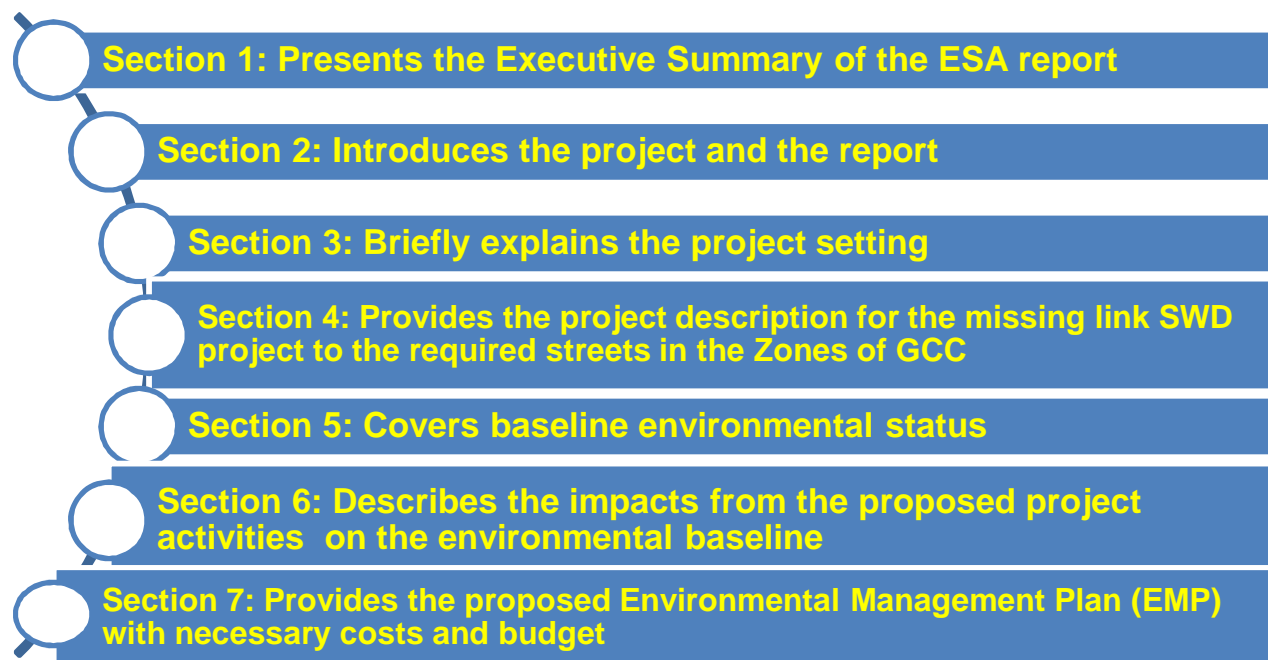 Section 1: Presents the Executive Summary of the ESA report
Section 2: Introduces the project and the report
Section 3: Briefly explains the project setting
Section 4: Provides the project description for the missing link SWD
project to the required streets in the Zones of GCC
Section 5: Covers baseline environmental status
Section 6: Describes the impacts from the proposed project
activities  on the environmental baseline
Section 7: Provides the proposed Environmental Management Plan (EMP)
with necessary costs and budget